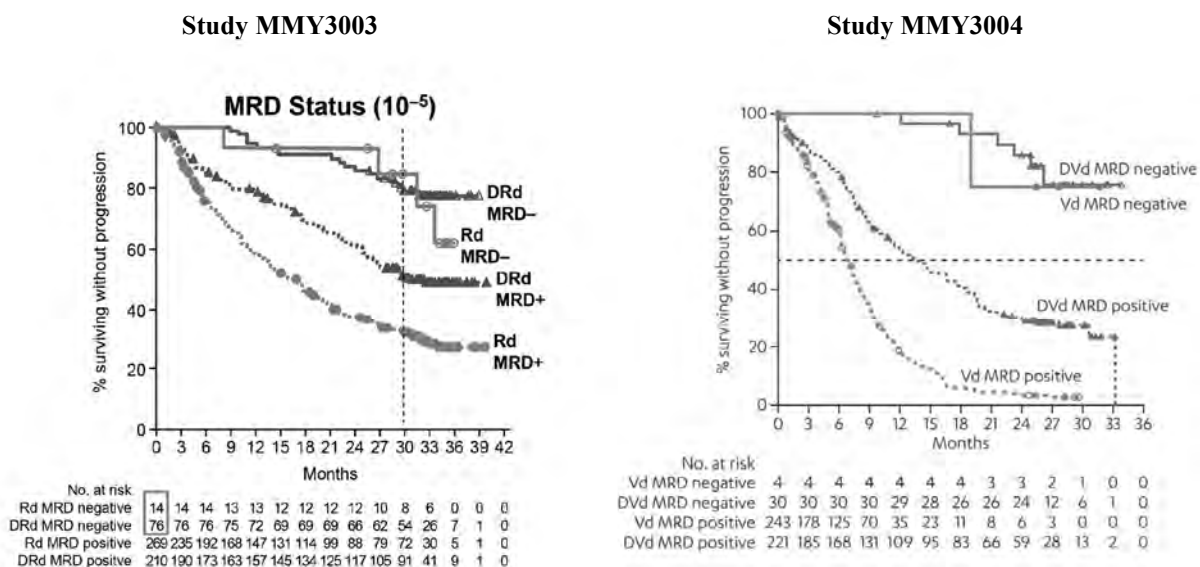 Study MMY3003
MRD Status (10⁻⁵)
% surviving without progression
100
80
60
40
20
0
DRd
MRD–
Rd
MRD–
DRd
MRD+
Rd
MRD+
0 3 6 9 12 15 18 21 24 27 30 33 36 39 42
Months
No. at risk
Rd MRD negative 14 14 14 13 13 12 12 12 12 10 8 6 0 0 0
DRd MRD negative 76 76 76 75 72 69 69 69 66 62 54 26 7 1 0
Rd MRD positive 269 235 192 168 147 131 114 99 88 79 72 30 5 1 0
DRd MRD positive 210 190 173 163 157 145 134 125 117 105 91 41 9 1 0
Study MMY3004
% surviving without progression
100
80
60
40
20
0
DVd MRD negative
Vd MRD negative
DVd MRD positive
Vd MRD positive
0 3 6 9 12 15 18 21 24 27 30 33 36
Months
No. at risk
Vd MRD negative 4 4 4 4 4 4 4 3 3 2 1 0 0
DVd MRD negative 30 30 30 30 29 28 26 26 24 12 6 1 0
Vd MRD positive 243 178 125 70 35 23 11 8 6 3 0 0 0
DVd MRD positive 221 185 168 131 109 95 83 66 59 28 13 2 0